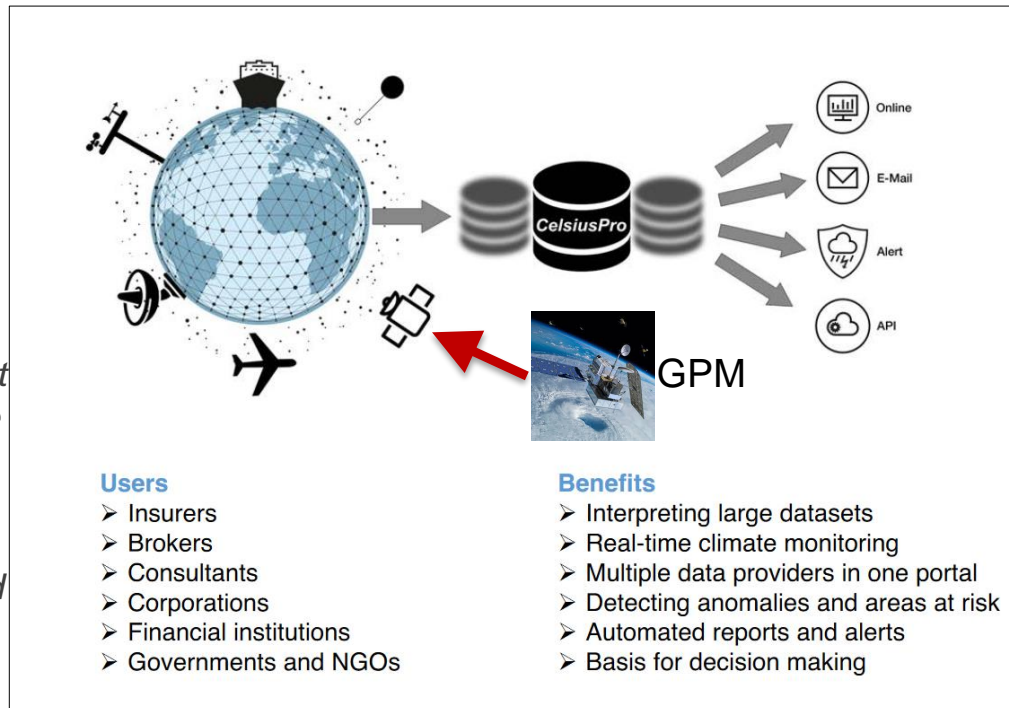 Online
E-Mail
CelsiusPro
Alert
API
GPM
Users
➢ Insurers
➢ Brokers
➢ Consultants
➢ Corporations
➢ Financial institutions
➢ Governments and NGOs
Benefits
➢ Interpreting large datasets
➢ Real-time climate monitoring
➢ Multiple data providers in one portal
➢ Detecting anomalies and areas at risk
➢ Automated reports and alerts
➢ Basis for decision making